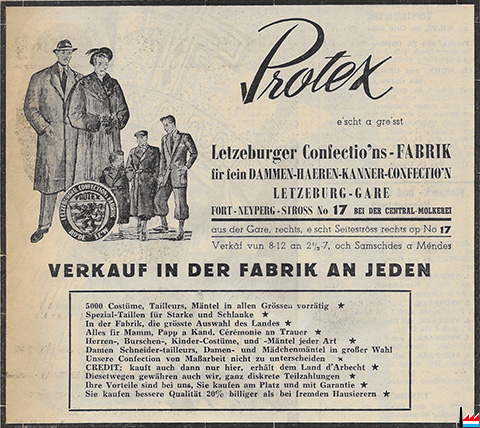 Protex
e'scht a gre'sst
Letzeburger Confectio'ns-FABRIK
fir fein DAMMEN-HAEREN-KANNER-CONFECTIO'N
LETZEBURG-GARE
FORT-NEYPERG-STROSS No 17 BEI DER CENTRAL-MOLKEREI
aus der Gare, rechts, e'scht Seitestròss rechts op No 17
Verkâf vun 8-12 an 2½-7, och Samschdes a Méndes
PROTEX
VERKAUF IN DER FABRIK AN JEDEN
5000 Costüme, Tailleurs, Mäntel in allen Grössen vorrätig ★
Spezial-Taillen für Starke und Schlanke ★
In der Fabrik, die grösste Auswahl des Landes ★
Alles fir Mamm, Papp a Kand, Cérémonie an Trauer ★
Herren-, Burschen-, Kinder-Costüme, und -Mäntel jeder Art ★
Damen Schneider-tailleurs, Damen- und Mädchenmäntel in großer Wahl
Unsere Confection von Maßarbeit nicht zu unterscheiden ★
CREDIT; kauft auch dann nur hier, erhält dem Land d'Arbecht ★
Diesetwegen gewähren auch wir, ganz diskrete Teilzahlungen ★
Ihre Vorteile sind bei uns, Sie kaufen am Platz und mit Garantie ★
Sie kaufen bessere Qualität 20% billiger als bei fremden Hausierern ★